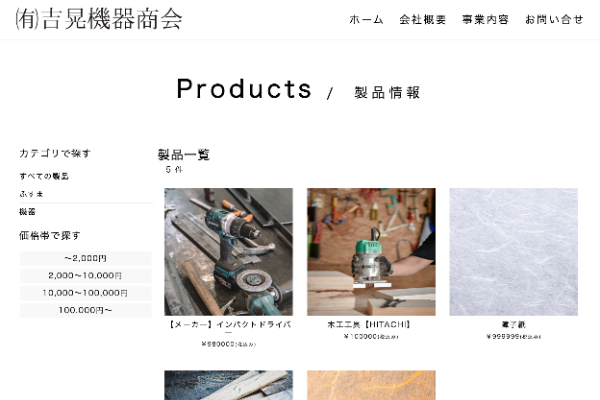 ㈲吉晃機器商会
ホーム 会社概要 事業内容 お問い合せ
Products / 製品情報
カテゴリで探す
すべての製品
ふすま
機器
価格帯で探す
～2,000円
2,000～10,000円
10,000～100,000円
100,000円～
製品一覧
5 件
【メーカー】インパクトドライバ
ー
￥980000(税込み)
木工工具【HITACHI】
￥100000(税込み)
障子紙
￥999999(税込み)